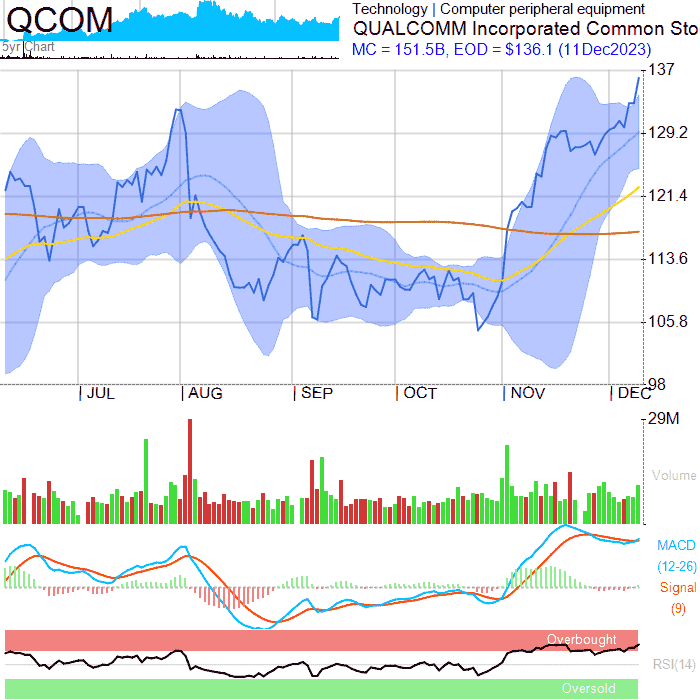 QCOM
5yr Chart
Technology | Computer peripheral equipment
QUALCOMM Incorporated Common Sto
MC = 151.5B, EOD = $136.1 (11Dec2023)
137
129.2
121.4
113.6
105.8
98
JUL
AUG
SEP
OCT
NOV
DEC
29M
Volume
MACD
(12-26)
Signal
(9)
Overbought
RSI(14)
Oversold